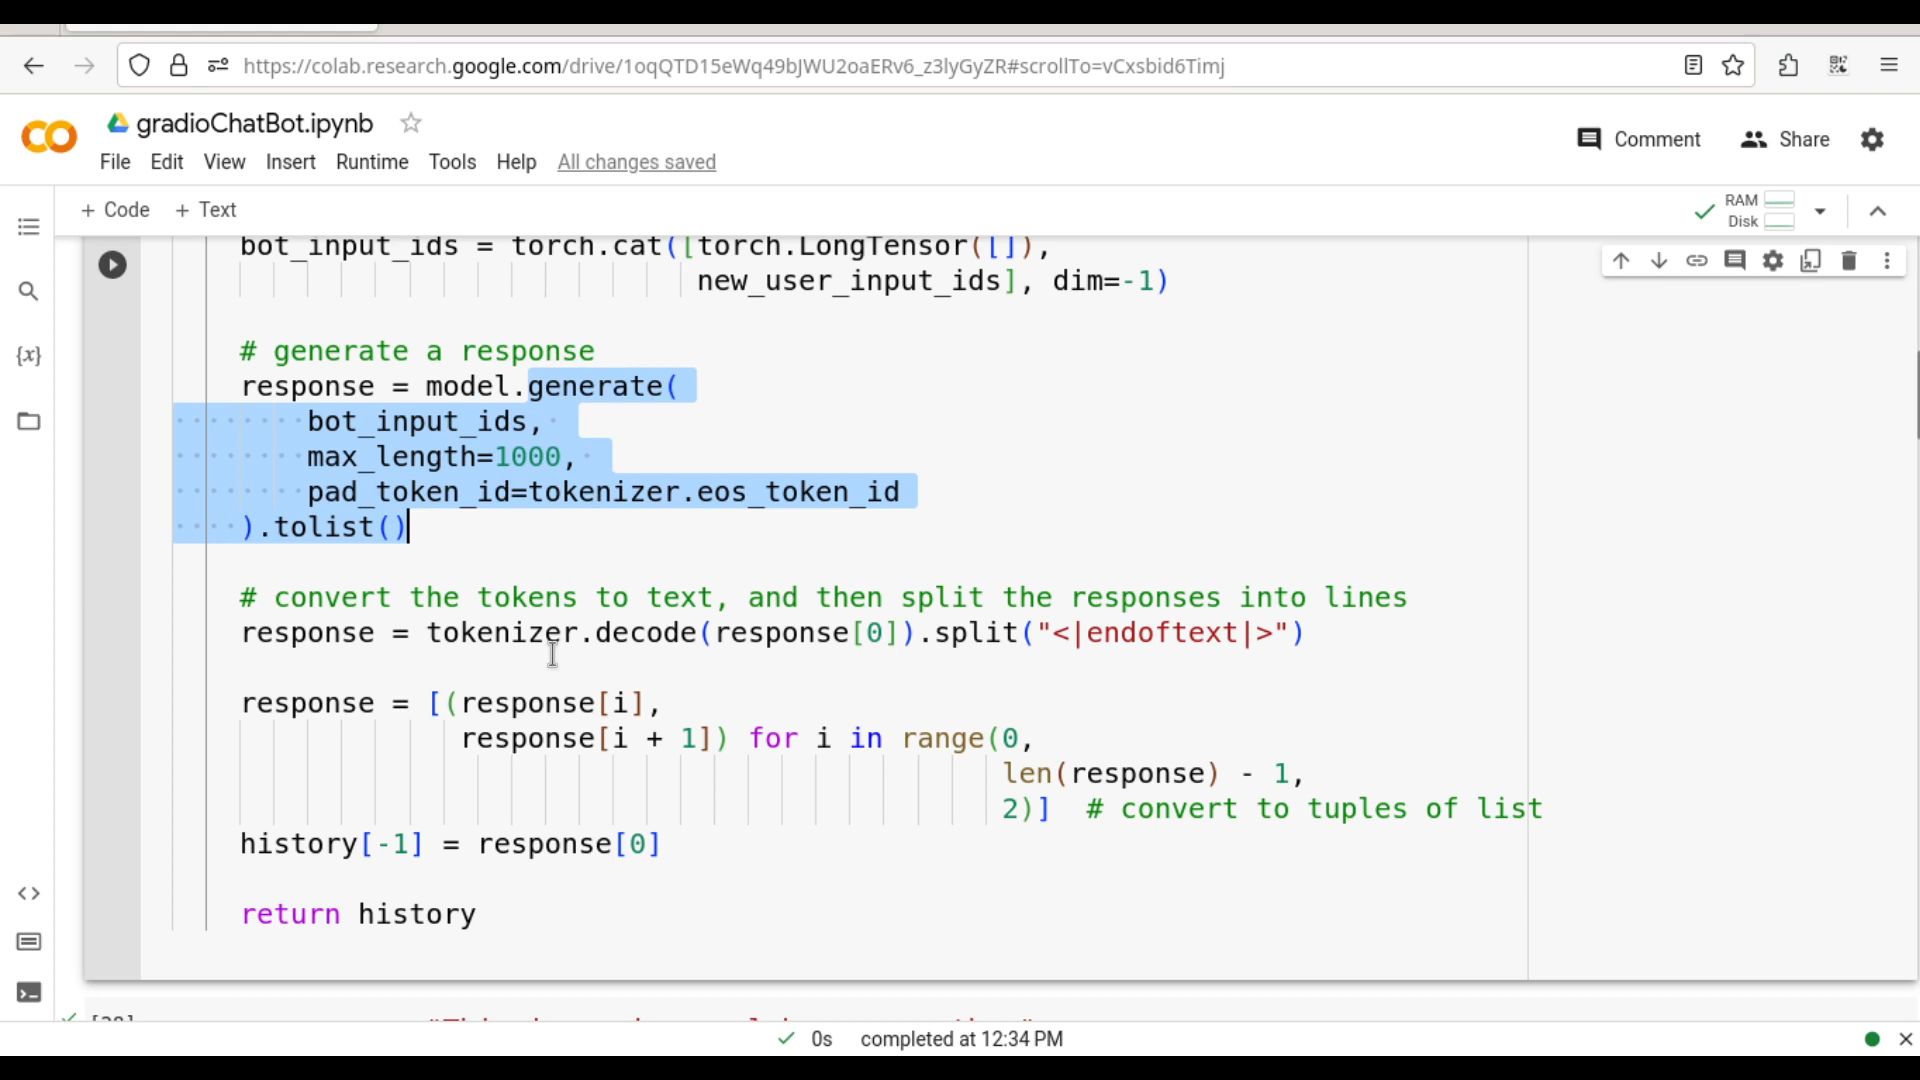 https://colab.research.google.com/drive/1oqQTD15eWq49bJWU2oaERv6_z3lyGyZR#scrollTo=vCxsbid6Timj
gradioChatBot.ipynb
Comment
Share
File Edit View Insert Runtime Tools Help All changes saved
+ Code + Text
RAM
Disk
bot_input_ids = torch.cat([torch.LongTensor([]),
new_user_input_ids], dim=-1)
# generate a response
response = model.generate(
bot_input_ids,
max_length=1000,
pad_token_id=tokenizer.eos_token_id
).tolist()
# convert the tokens to text, and then split the responses into lines
response = tokenizer.decode(response[0]).split("<|endoftext|>")
response = [(response[i],
response[i + 1]) for i in range(0,
len(response) - 1,
2)]  # convert to tuples of list
history[-1] = response[0]
return history
0s completed at 12:34 PM